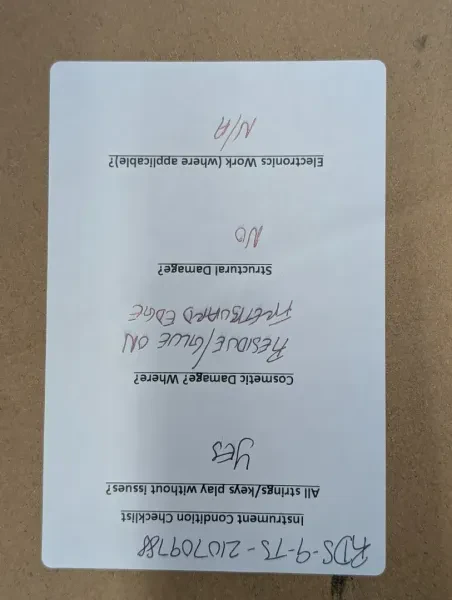 RDS-9-TS-210709788
Instrument Condition Checklist
All strings/keys play without issues?
YES
Cosmetic Damage? Where?
RESIDUE/GLUE ON
FRETBOARD EDGE
Structural Damage?
NO
Electronics Work (where applicable)?
N/A